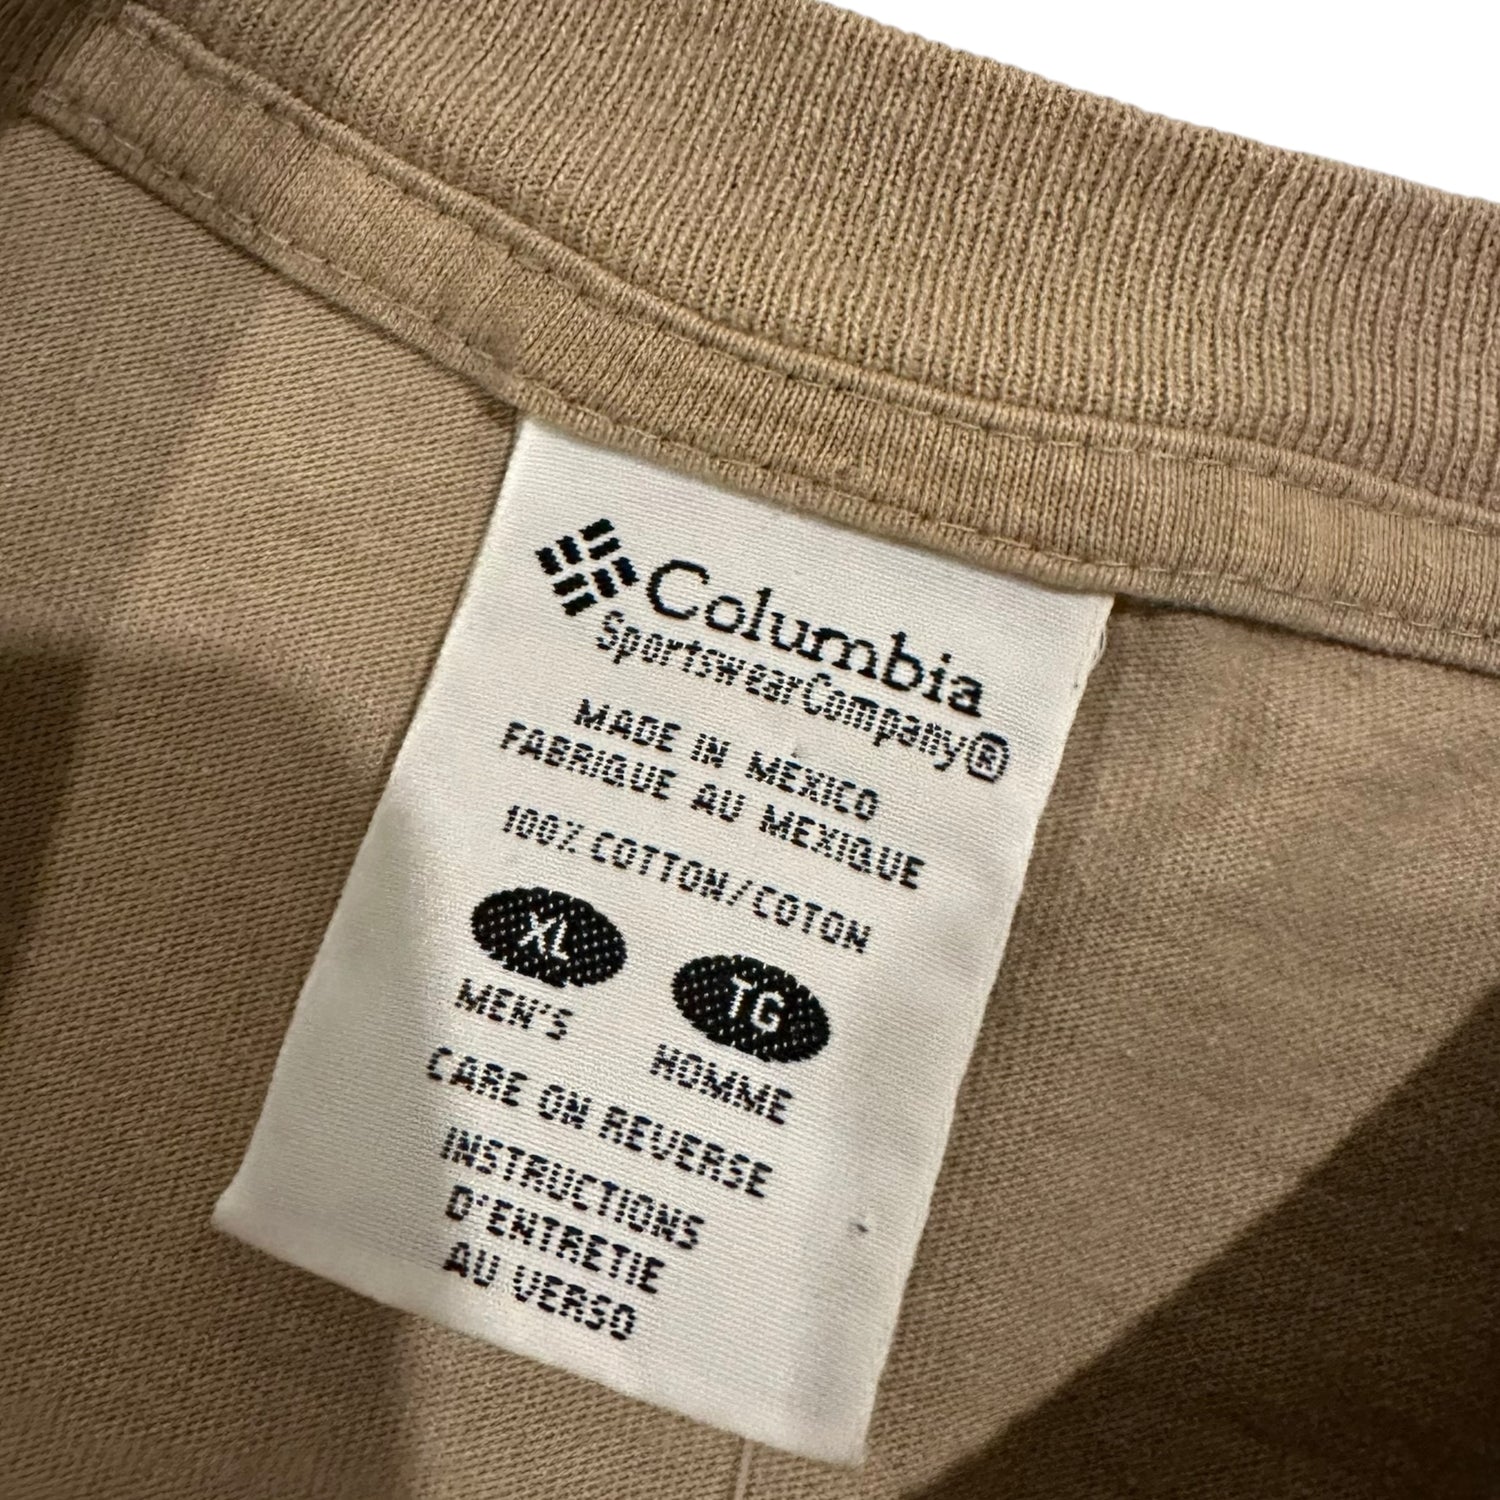 Columbia
SportswearCompany®
MADE IN MEXICO
FABRIQUE AU MEXIQUE
100% COTTON/COTON
XL TG
MEN'S HOMME
CARE ON REVERSE
INSTRUCTIONS
D'ENTRETIE
AU VERSO